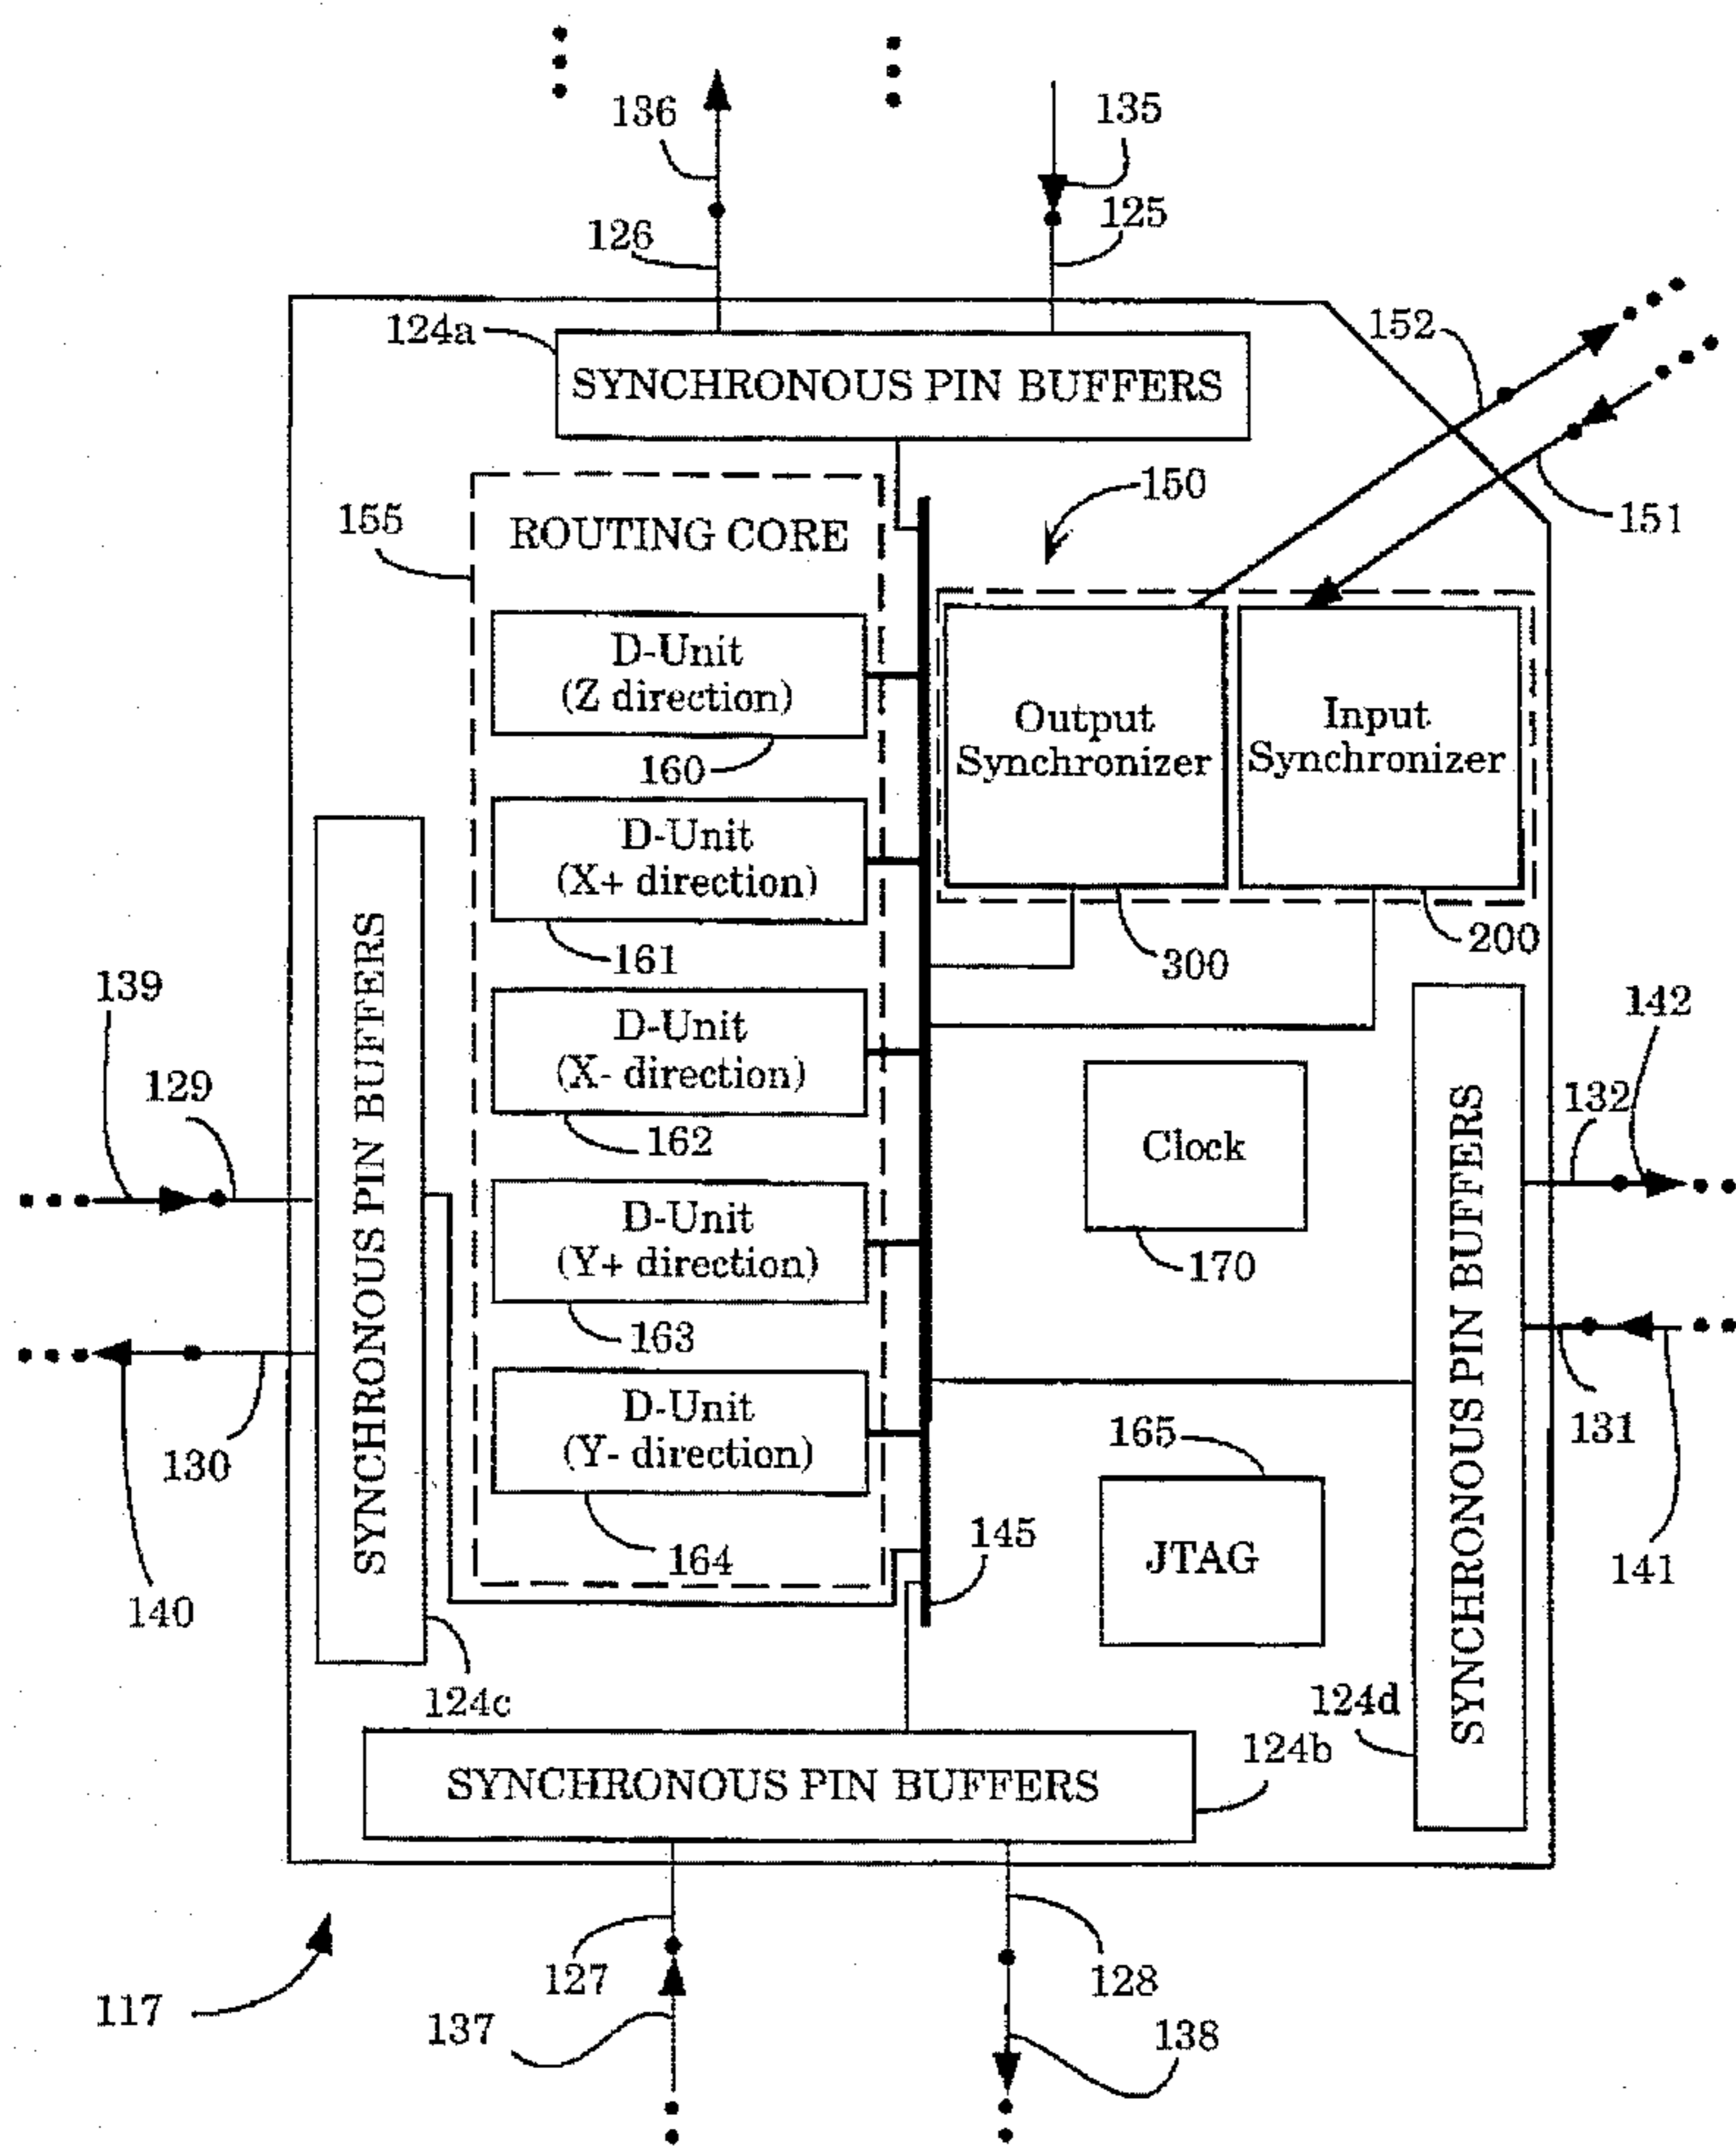 136
135
126
125
124a
SYNCHRONOUS PIN BUFFERS
152
150
151
155
ROUTING CORE
D-Unit
(Z direction)
160
Output
Synchronizer
Input
Synchronizer
D-Unit
(X+ direction)
161
300
200
139
129
SYNCHRONOUS PIN BUFFERS
D-Unit
(X- direction)
162
Clock
170
142
132
D-Unit
(Y+ direction)
163
SYNCHRONOUS PIN BUFFERS
130
140
D-Unit
(Y- direction)
164
165
JTAG
145
131
141
124c
124d
SYNCHRONOUS PIN BUFFERS
124b
117
127
137
128
138